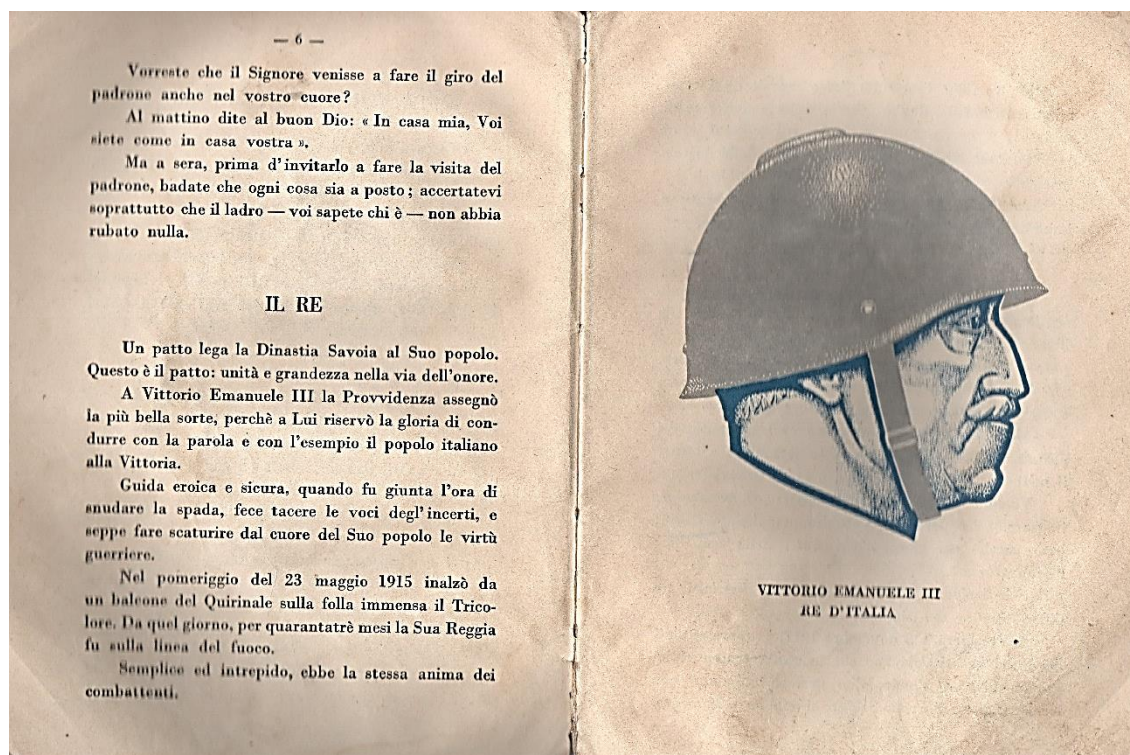 — 6 —
Vorreste che il Signore venisse a fare il giro del
padrone anche nel vostro cuore?
Al mattino dite al buon Dio: « In casa mia, Voi
siete come in casa vostra ».
Ma a sera, prima d'invitarlo a fare la visita del
padrone, badate che ogni cosa sia a posto; accertatevi
soprattutto che il ladro — voi sapete chi è — non abbia
rubato nulla.
IL RE
Un patto lega la Dinastia Savoia al Suo popolo.
Questo è il patto: unità e grandezza nella via dell'onore.
A Vittorio Emanuele III la Provvidenza assegnò
la più bella sorte, perchè a Lui riservò la gloria di con-
durre con la parola e con l'esempio il popolo italiano
alla Vittoria.
Guida eroica e sicura, quando fu giunta l'ora di
snudare la spada, fece tacere le voci degl'incerti, e
seppe fare scaturire dal cuore del Suo popolo le virtù
guerriere.
Nel pomeriggio del 23 maggio 1915 inalzò da
un balcone del Quirinale sulla folla immensa il Trico-
lore. Da quel giorno, per quarantatrè mesi la Sua Reggia
fu sulla linea del fuoco.
Semplice ed intrepido, ebbe la stessa anima dei
combattenti.
VITTORIO EMANUELE III
RE D'ITALIA